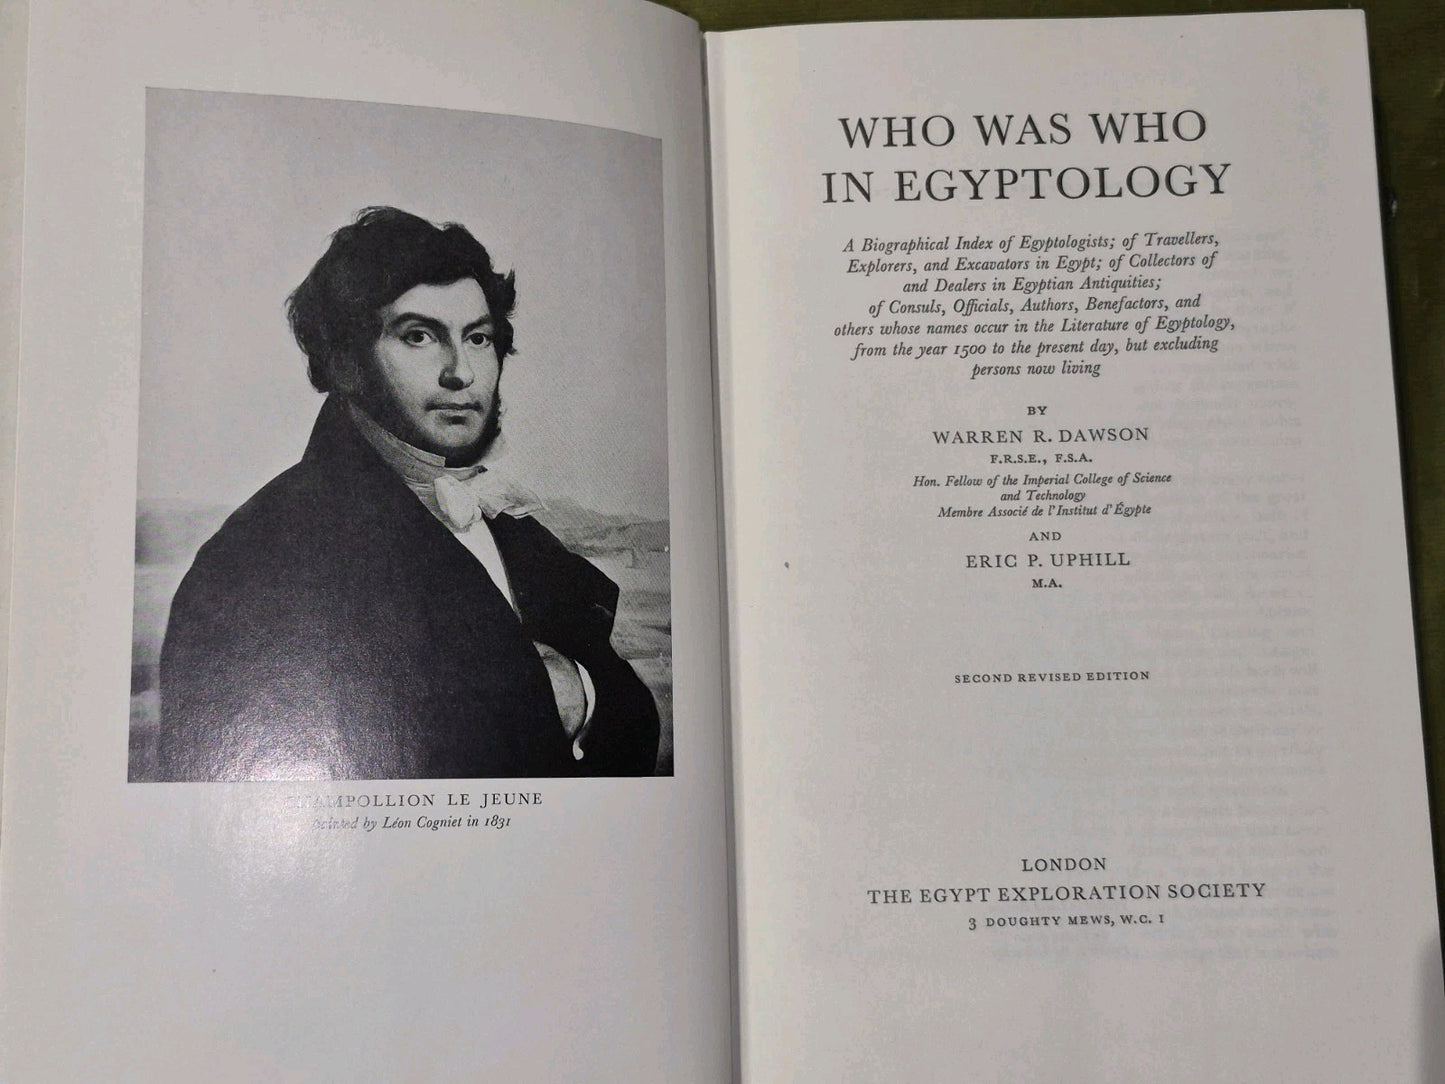 CHAMPOLLION LE JEUNE
Painted by Léon Cogniet in 1831
WHO WAS WHO
IN EGYPTOLOGY
A Biographical Index of Egyptologists; of Travellers,
Explorers, and Excavators in Egypt; of Collectors of
and Dealers in Egyptian Antiquities;
of Consuls, Officials, Authors, Benefactors, and
others whose names occur in the Literature of Egyptology,
from the year 1500 to the present day, but excluding
persons now living
BY
WARREN R. DAWSON
F.R.S.E., F.S.A.
Hon. Fellow of the Imperial College of Science
and Technology
Membre Associé de l'Institut d'Égypte
AND
ERIC P. UPHILL
M.A.
SECOND REVISED EDITION
LONDON
THE EGYPT EXPLORATION SOCIETY
3 DOUGHTY MEWS, W.C. 1